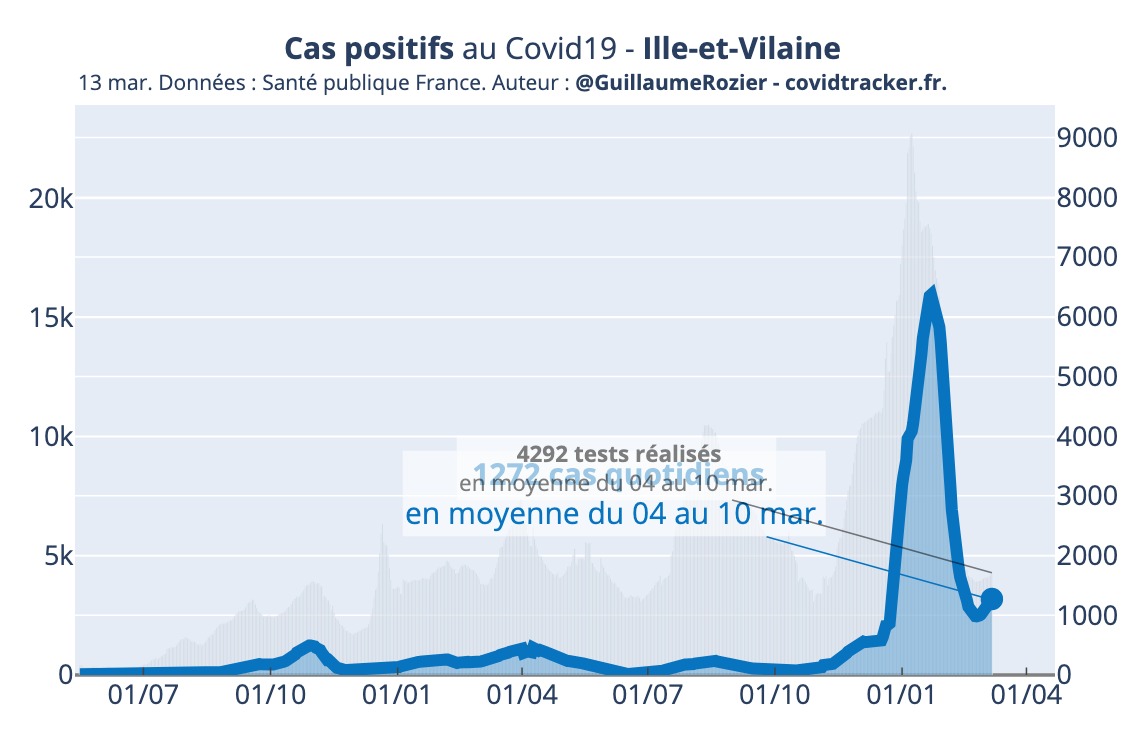 Cas positifs au Covid19 - Ille-et-Vilaine
13 mar. Données : Santé publique France. Auteur : @GuillaumeRozier - covidtracker.fr.
9000
20k
8000
7000
15k
6000
5000
10k
4000
4292 tests réalisés
1272 cas quotidiens
en moyenne du 04 au 10 mar.
3000
en moyenne du 04 au 10 mar.
5k
2000
1000
0
0
01/07 01/10 01/01 01/04 01/07 01/10 01/01 01/04